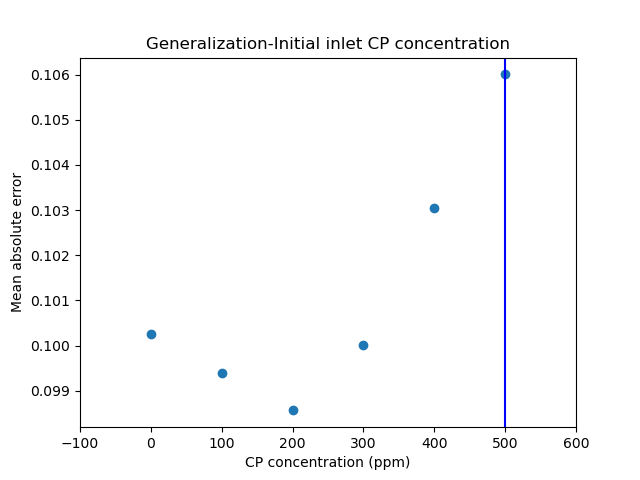 Generalization-Initial inlet CP concentration
0.106
0.105
0.104
0.103
0.102
0.101
0.100
0.099
Mean absolute error
−100 0 100 200 300 400 500 600
CP concentration (ppm)